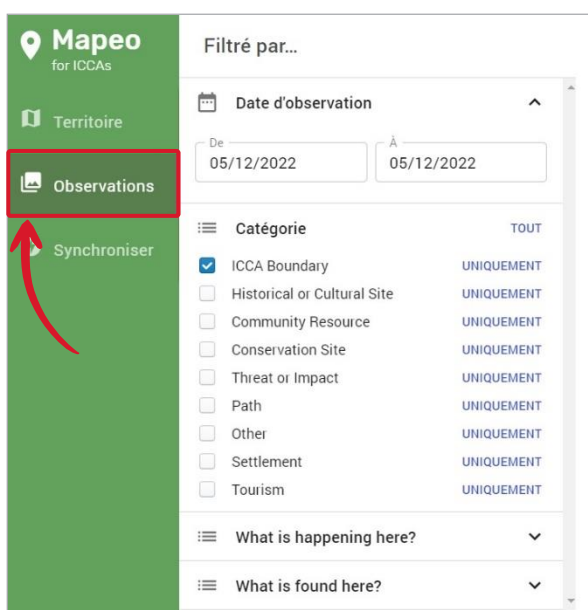 Mapeo
for ICCAs
Territoire
Observations
Synchroniser
Filtré par...
Date d'observation
De
05/12/2022
À
05/12/2022
Catégorie TOUT
ICCA Boundary UNIQUEMENT
Historical or Cultural Site UNIQUEMENT
Community Resource UNIQUEMENT
Conservation Site UNIQUEMENT
Threat or Impact UNIQUEMENT
Path UNIQUEMENT
Other UNIQUEMENT
Settlement UNIQUEMENT
Tourism UNIQUEMENT
What is happening here?
What is found here?